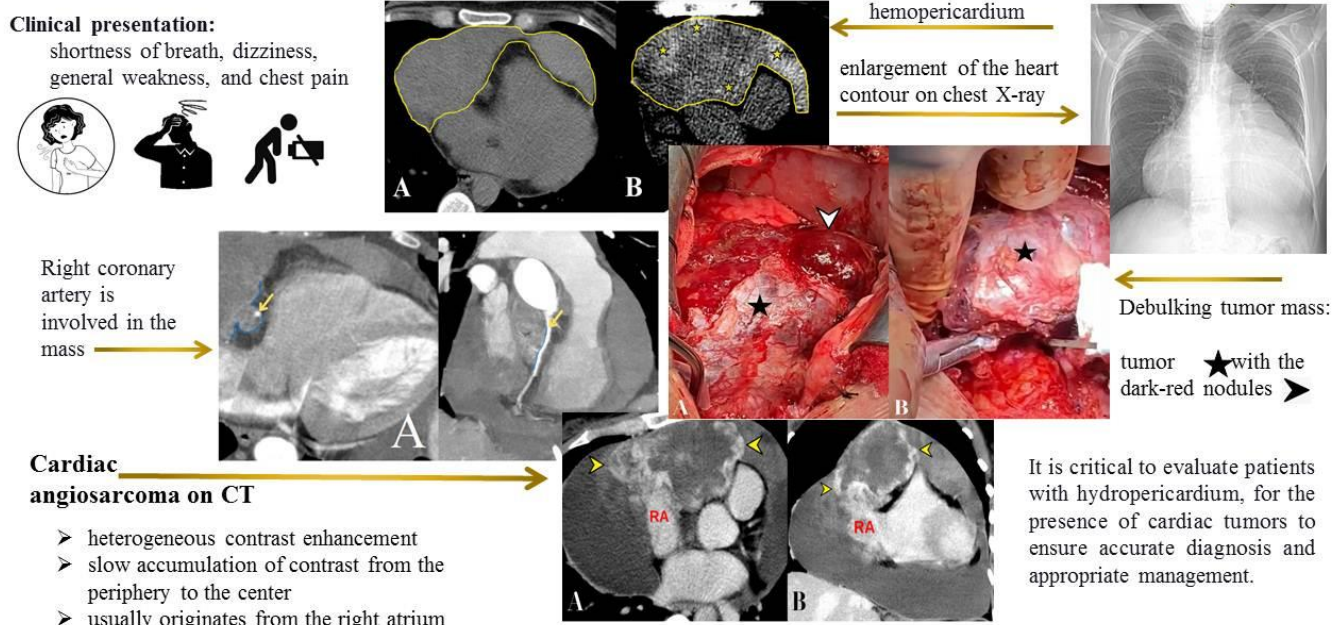 Clinical presentation:
shortness of breath, dizziness,
general weakness, and chest pain
A
B
hemopericardium
enlargement of the heart
contour on chest X-ray
Right coronary
artery is
involved in the
mass
A
A
B
Debulking tumor mass:
tumor with the
dark-red nodules
Cardiac
angiosarcoma on CT
heterogeneous contrast enhancement
slow accumulation of contrast from the
periphery to the center
usually originates from the right atrium
RA
A
RA
B
It is critical to evaluate patients
with hydropericardium, for the
presence of cardiac tumors to
ensure accurate diagnosis and
appropriate management.